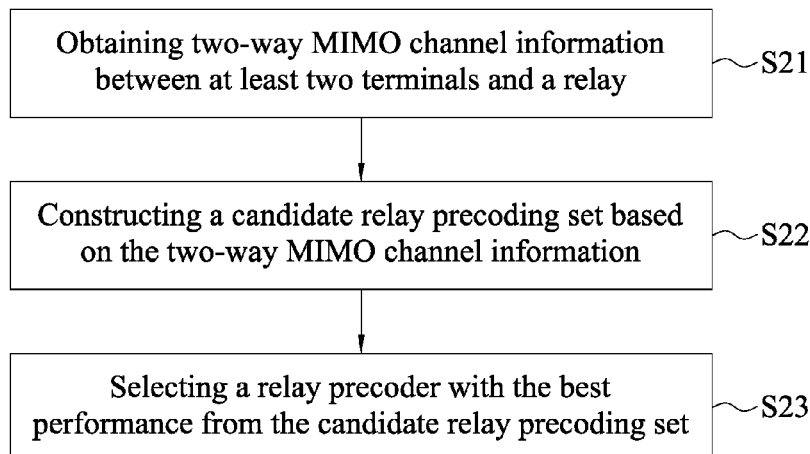 Obtaining two-way MIMO channel information
between at least two terminals and a relay
S21
Constructing a candidate relay precoding set based
on the two-way MIMO channel information
S22
Selecting a relay precoder with the best
performance from the candidate relay precoding set
S23